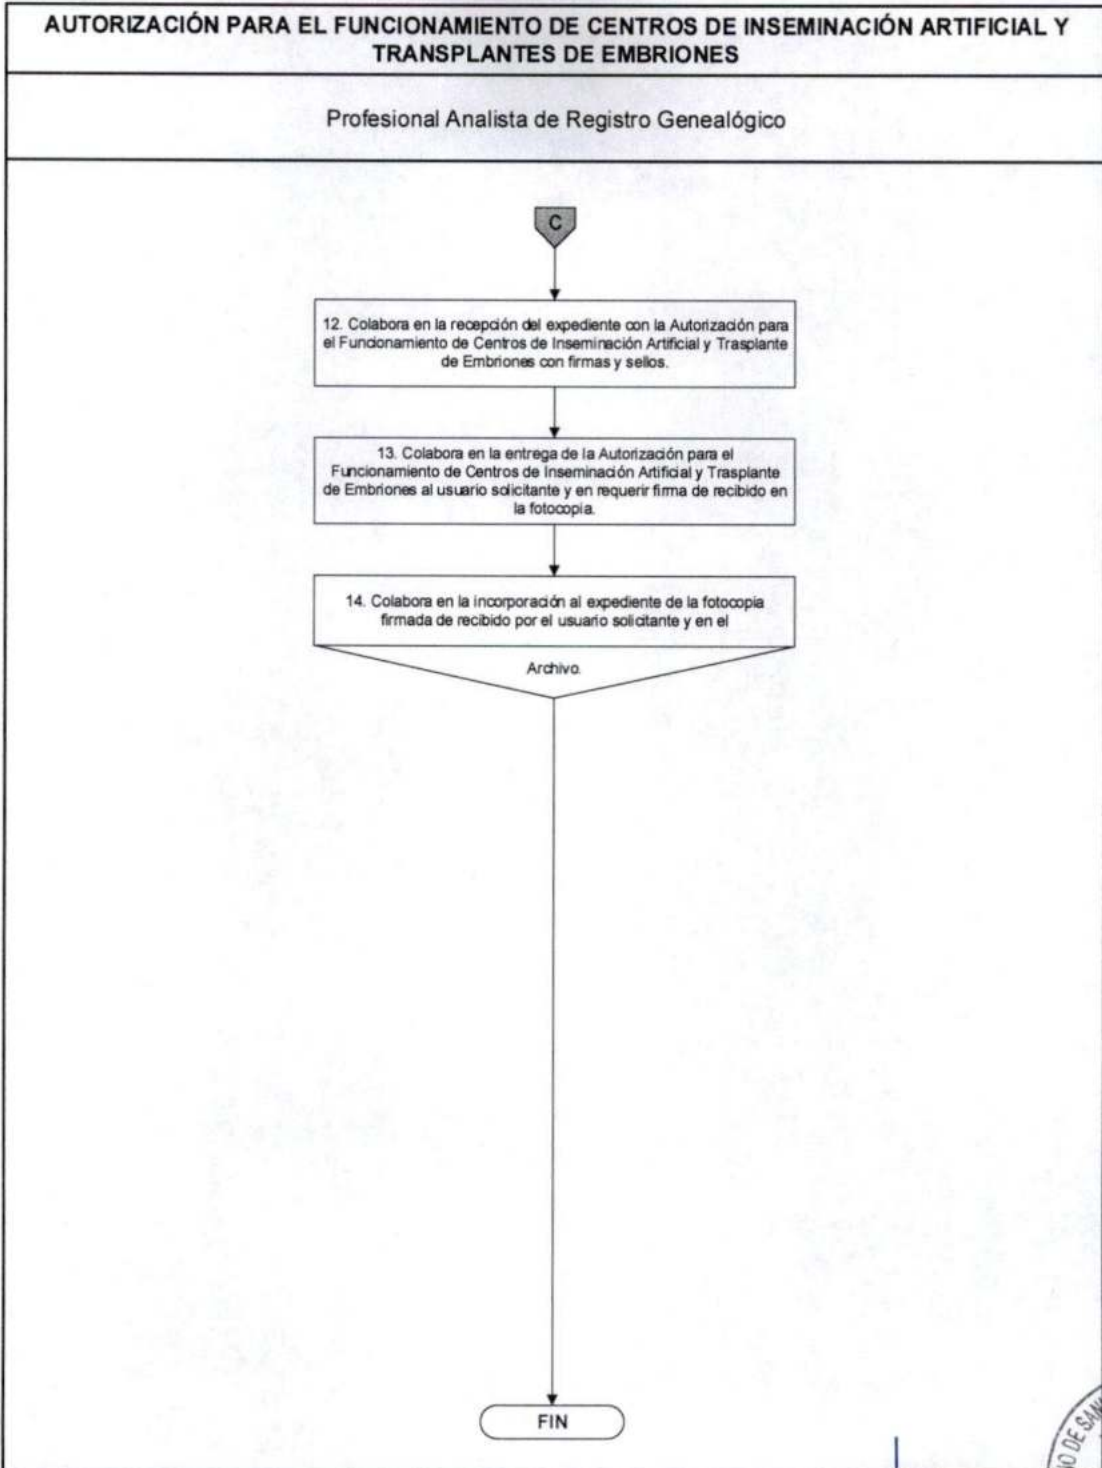 AUTORIZACIÓN PARA EL FUNCIONAMIENTO DE CENTROS DE INSEMINACIÓN ARTIFICIAL Y
TRANSPLANTES DE EMBRIONES
Profesional Analista de Registro Genealógico
C
12. Colabora en la recepción del expediente con la Autorización para
el Funcionamiento de Centros de Inseminación Artificial y Trasplante
de Embriones con firmas y sellos.
13. Colabora en la entrega de la Autorización para el
Funcionamiento de Centros de Inseminación Artificial y Trasplante
de Embriones al usuario solicitante y en requerir firma de recibido en
la fotocopia.
14. Colabora en la incorporación al expediente de la fotocopia
firmada de recibido por el usuario solicitante y en el
Archivo.
FIN
DE